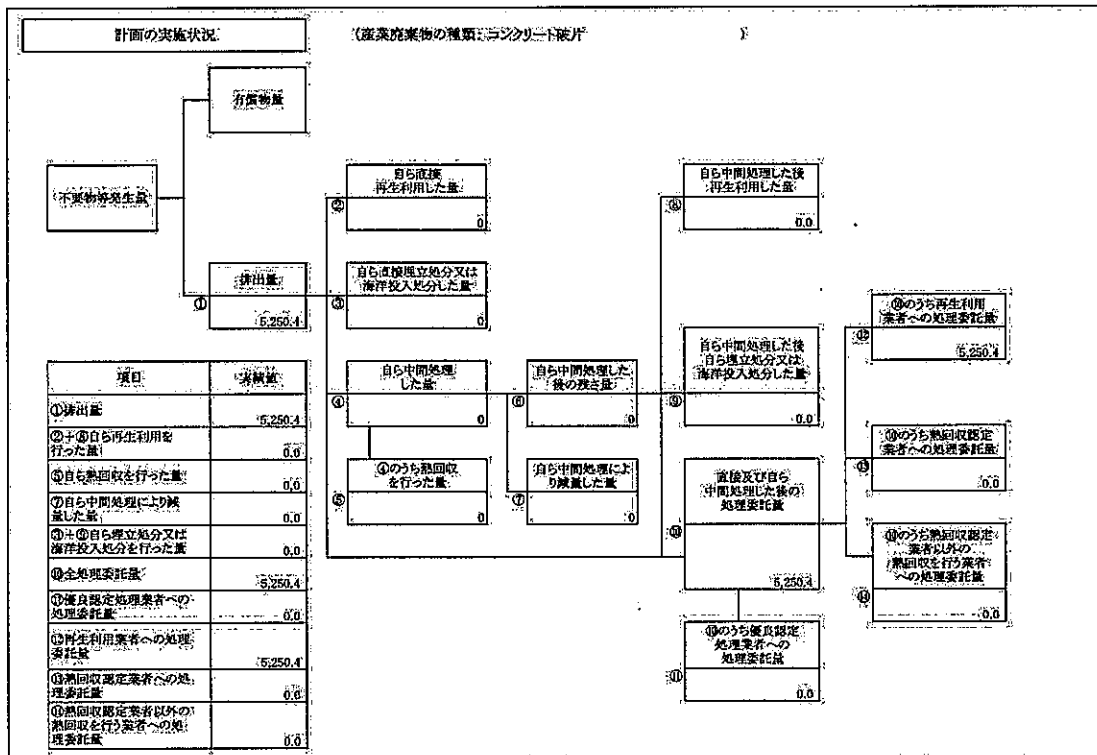 計画の実施状況
(産業廃棄物の種類:コンクリート破片 )
有償物量
不要物等発生量
排出量
①
5,250.4
自ら直接
再生利用した量
②
0
自ら直接埋立処分又は
海洋投入処分した量
③
0
自ら中間処理
した量
④
0
④のうち熱回収
を行った量
⑤
0
自ら中間処理した
後の残さ量
⑥
0
自ら中間処理によ
り減量した量
⑦
0
自ら中間処理した後
再生利用した量
⑧
0.0
自ら中間処理した後
自ら埋立処分又は
海洋投入処分した量
⑨
0.0
直接及び自ら
中間処理した後の
処理委託量
⑩
5,250.4
⑩のうち優良認定
処理業者への
処理委託量
⑪
0.0
⑩のうち再生利用
業者への処理委託量
⑫
5,250.4
⑩のうち熱回収認定
業者への処理委託量
⑬
0.0
⑩のうち熱回収認定
業者以外の
熱回収を行う業者
への処理委託量
⑭
0.0
項目 実績値
①排出量 5,250.4
②+⑧自ら再生利用を
行った量 0.0
⑤自ら熱回収を行った量 0.0
⑦自ら中間処理により減
量した量 0.0
③+⑨自ら埋立処分又は
海洋投入処分を行った量 0.0
⑩全処理委託量 5,250.4
⑪優良認定処理業者への
処理委託量 0.0
⑫再生利用業者への処理
委託量 5,250.4
⑬熱回収認定業者への処
理委託量 0.0
⑭熱回収認定業者以外の
熱回収を行う業者への処
理委託量 0.0